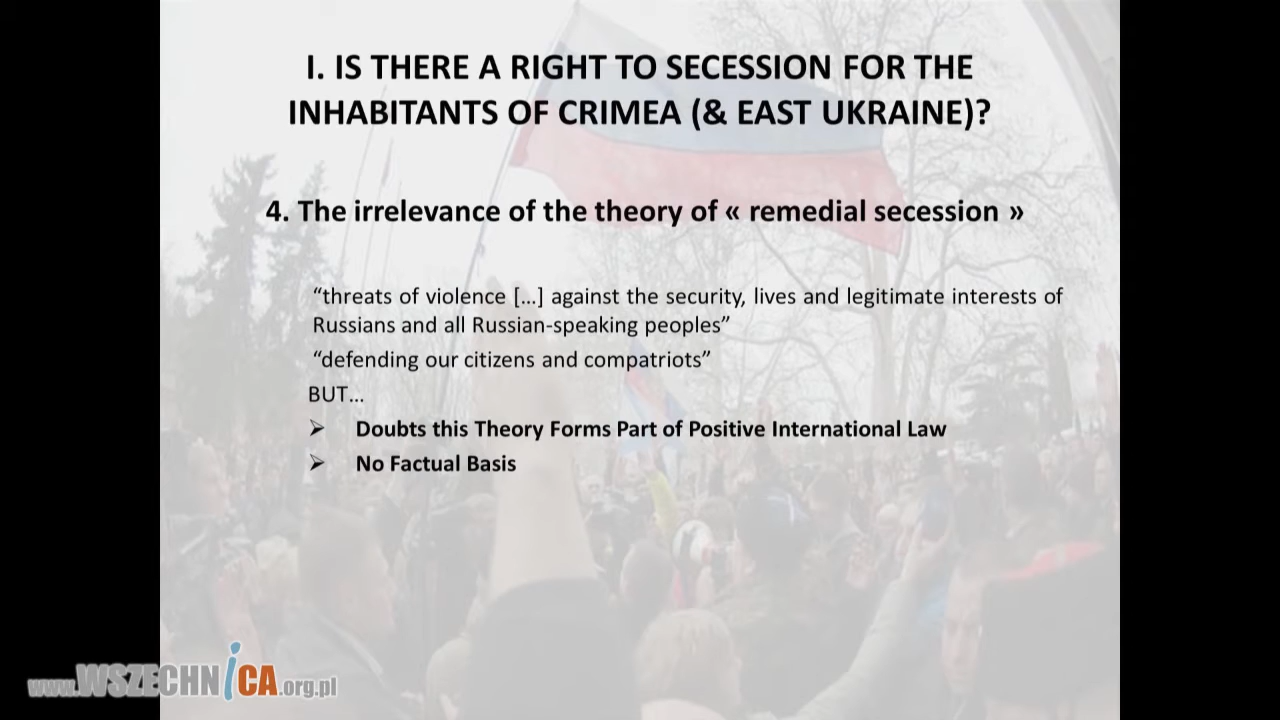 I. IS THERE A RIGHT TO SECESSION FOR THE
INHABITANTS OF CRIMEA (& EAST UKRAINE)?
4. The irrelevance of the theory of « remedial secession »
“threats of violence […] against the security, lives and legitimate interests of
Russians and all Russian-speaking peoples”
“defending our citizens and compatriots”
BUT…
➢ Doubts this Theory Forms Part of Positive International Law
➢ No Factual Basis
www.WSZECHNiCA.org.pl